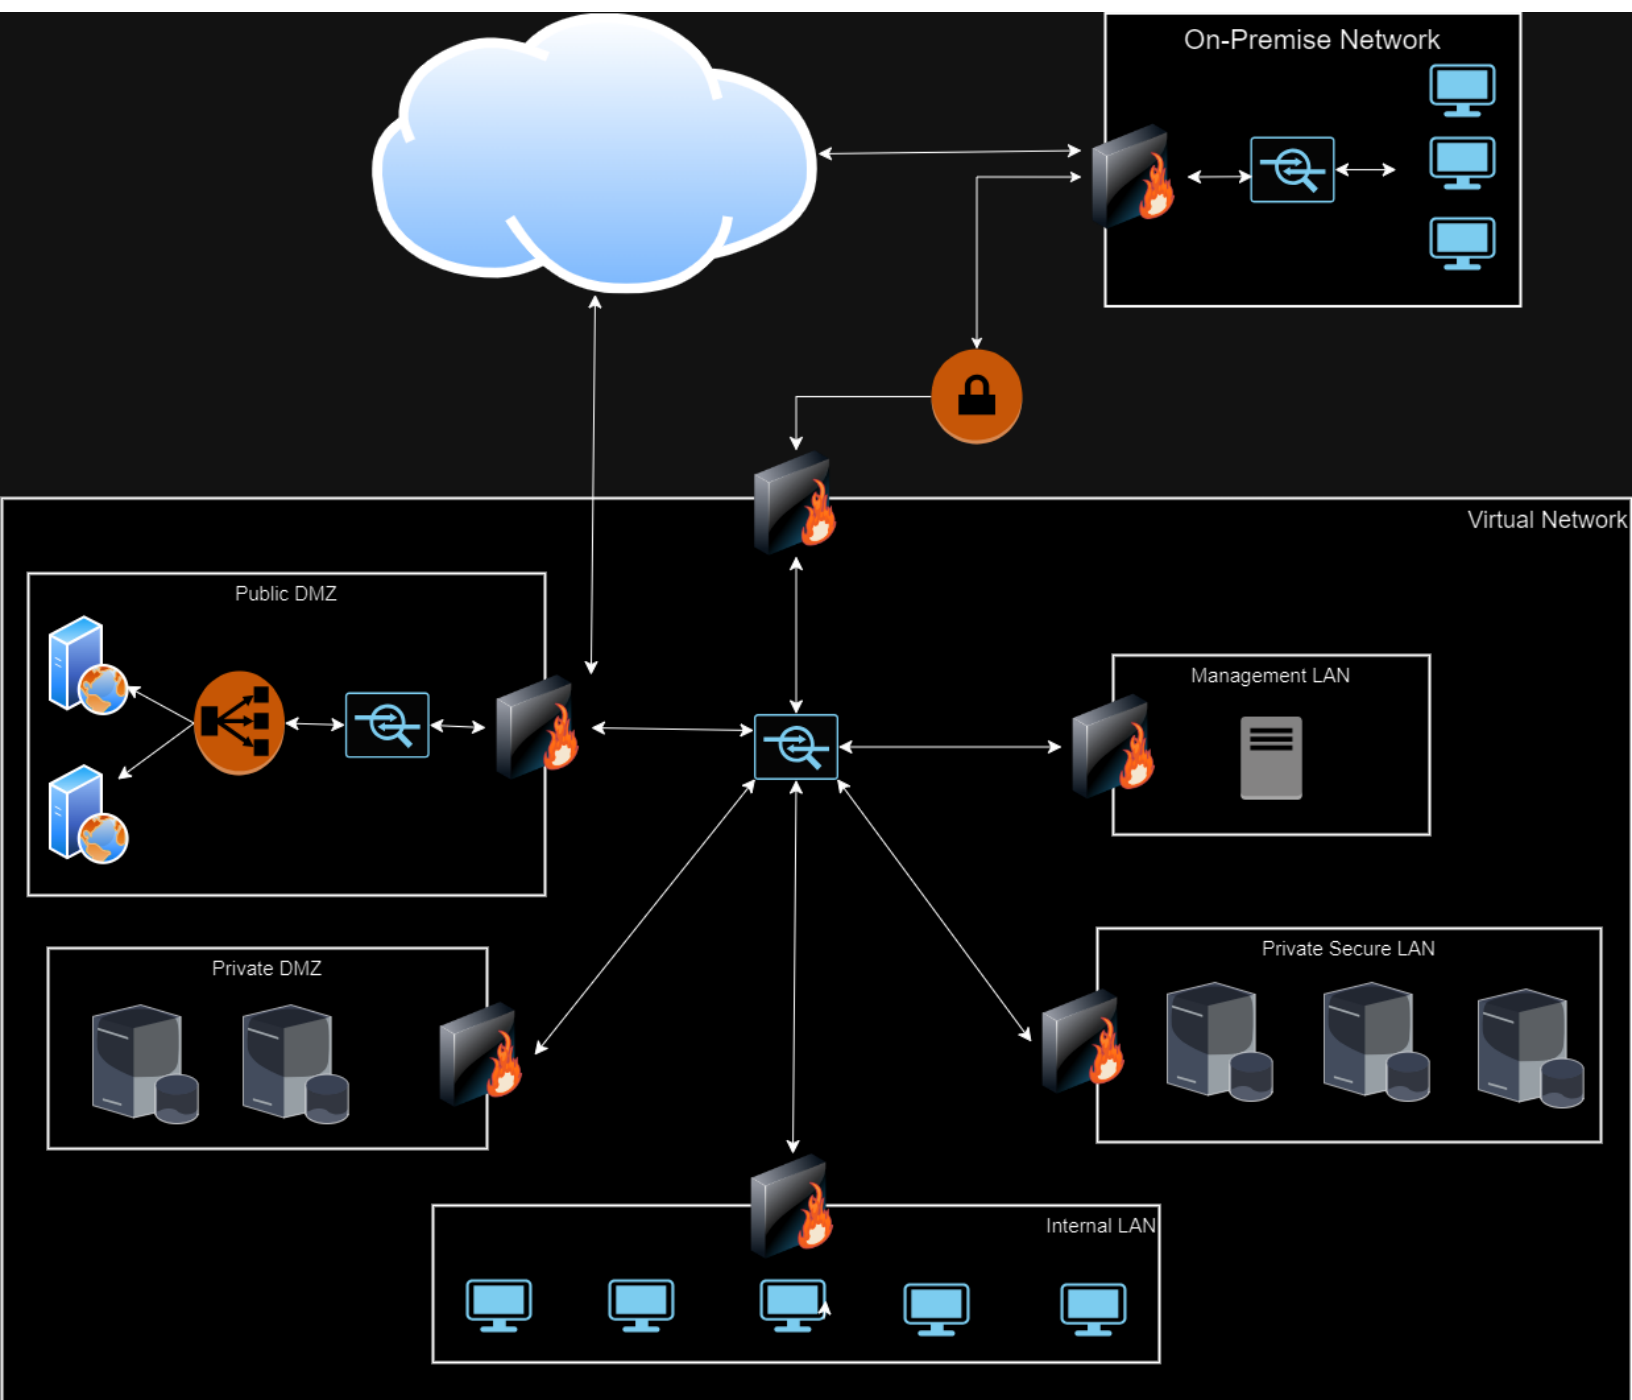 On-Premise Network
Virtual Network
Public DMZ
Management LAN
Private Secure LAN
Private DMZ
Internal LAN